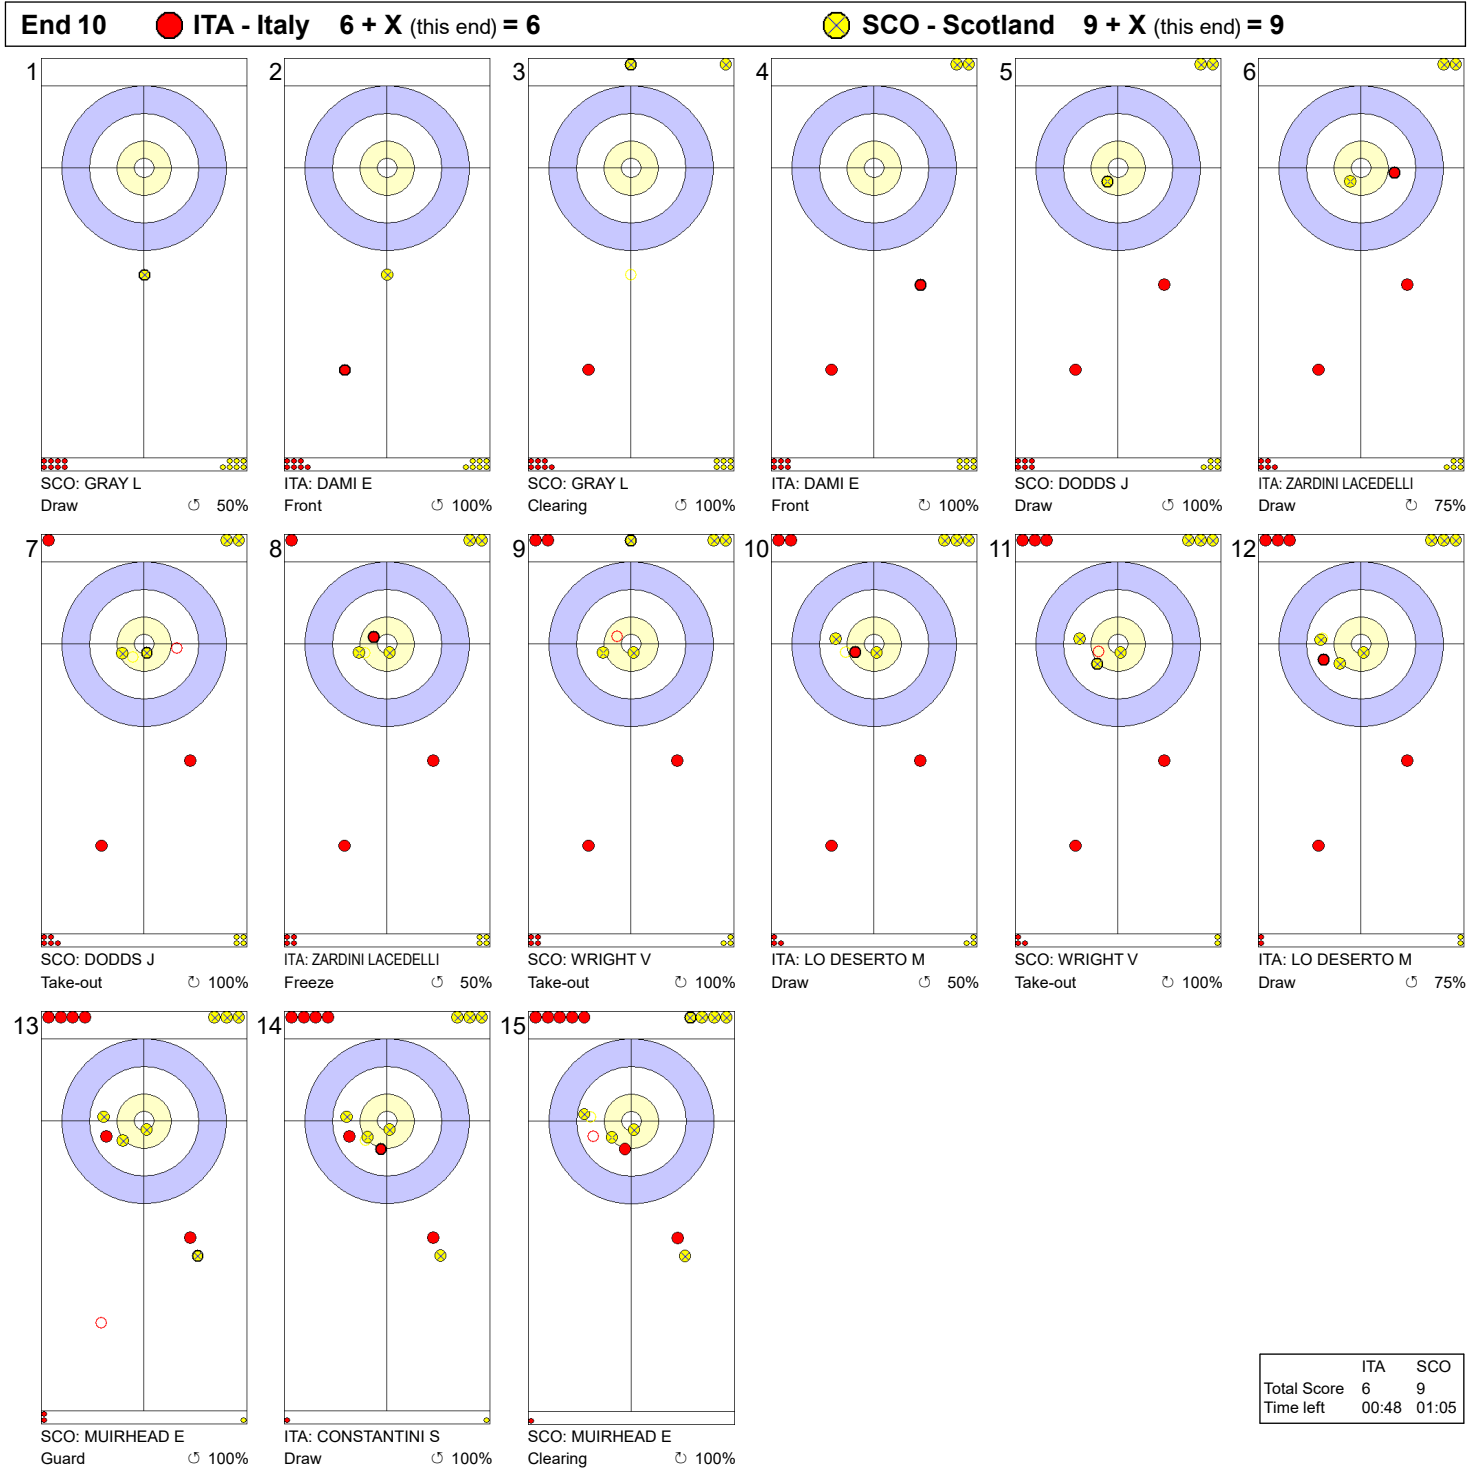 End 10 ITA - Italy 6 + X (this end) = 6 SCO - Scotland 9 + X (this end) = 9
1 2 3 4 5 6
SCO: GRAY L ITA: DAMI E SCO: GRAY L ITA: DAMI E SCO: DODDS J ITA: ZARDINI LACEDELLI
Draw ↺ 50% Front ↺ 100% Clearing ↺ 100% Front ↺ 100% Draw ↺ 100% Draw ↻ 75%
7 8 9 10 11 12
SCO: DODDS J ITA: ZARDINI LACEDELLI SCO: WRIGHT V ITA: LO DESERTO M SCO: WRIGHT V ITA: LO DESERTO M
Take-out ↻ 100% Freeze ↺ 50% Take-out ↻ 100% Draw ↺ 50% Take-out ↻ 100% Draw ↺ 75%
13 14 15
SCO: MUIRHEAD E ITA: CONSTANTINI S SCO: MUIRHEAD E
Guard ↺ 100% Draw ↺ 100% Clearing ↻ 100%
ITA SCO
Total Score 6 9
Time left 00:48 01:05